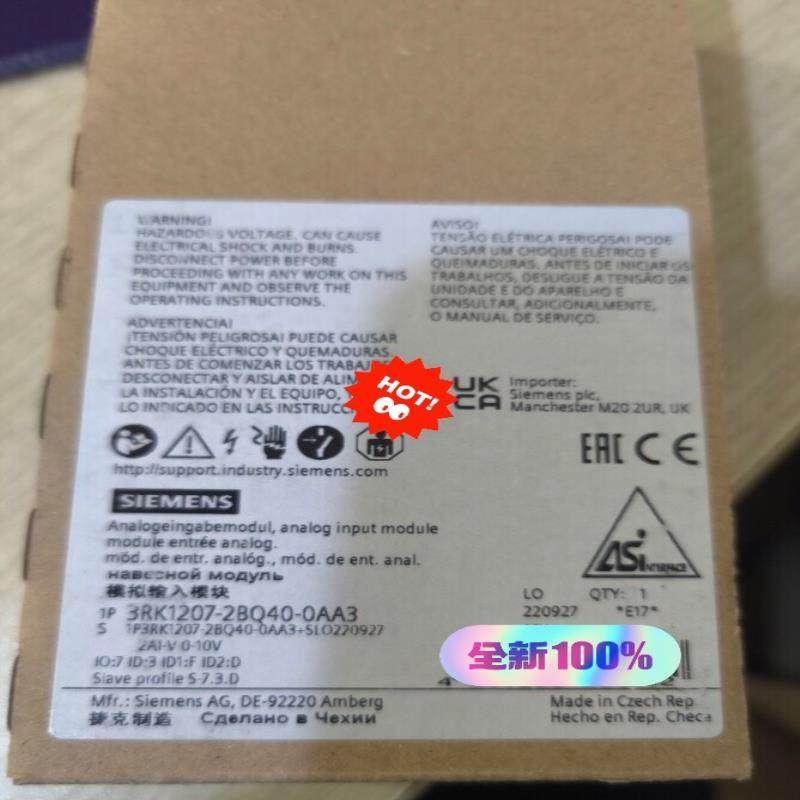 WARNING!
HAZARDOUS VOLTAGE. CAN CAUSE
ELECTRICAL SHOCK AND BURNS.
DISCONNECT POWER BEFORE
PROCEEDING WITH ANY WORK ON THIS
EQUIPMENT AND OBSERVE THE
OPERATING INSTRUCTIONS.
AVISO!
TENSÃO ELÉTRICA PERIGOSA! PODE
CAUSAR UM CHOQUE ELÉTRICO E
QUEIMADURAS. ANTES DE INICIAR OS
TRABALHOS, DESLIGUE A TENSÃO DA
UNIDADE E DO APARELHO E
CONSULTAR, ADICIONALMENTE,
O MANUAL DE SERVIÇO.
ADVERTENCIA!
¡TENSIÓN PELIGROSA! PUEDE CAUSAR
CHOQUE ELÉCTRICO Y QUEMADURAS.
ANTES DE COMENZAR LOS
DESCONECTAR Y AISLAR DE
LA INSTALACIÓN Y EL EQUIPO,
LO INDICADO EN LAS
HOT!
UK
CA
Importer:
Siemens plc,
Manchester M20 2UR, UK
EAC CE
http://support.industry.siemens.com
SIEMENS
Analogeingabemodul, analog input module
module entrée analog.
mód. de entr. analóg., mód. de ent. anal.
навесной модуль
模拟输入模块
ASi INTERFACE
1P 3RK1207-2BQ40-0AA3
S 1P3RK1207-2BQ40-0AA3+SLO220927
2AI-V 0-10V
IO:7 ID:3 ID1:F ID2:D
Slave profile S-7.3.D
LO QTY: 1
220927 *E17*
全新100%
Mfr.: Siemens AG, DE-92220 Amberg
捷克制造 Сделано в Чехии
Made in Czech Rep
Hecho en Rep. Checa